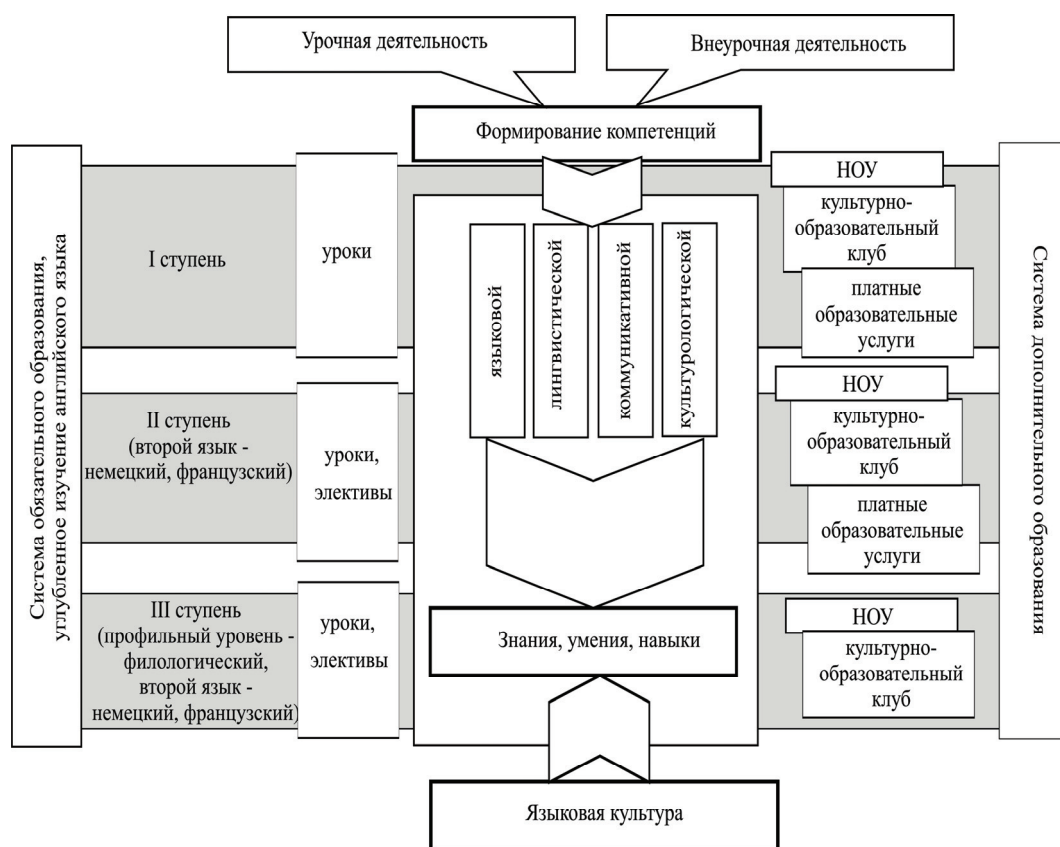 Урочная деятельность
Внеурочная деятельность
Формирование компетенций
Система обязательного образования,
углубленное изучение английского языка
I ступень
уроки
языковой
лингвистической
коммуникативной
культурологической
НОУ
культурно-
образовательный
клуб
платные
образовательные
услуги
II ступень
(второй язык -
немецкий, французский)
уроки,
элективы
НОУ
культурно-
образовательный
клуб
платные
образовательные
услуги
III ступень
(профильный уровень -
филологический,
второй язык -
немецкий, французский)
уроки,
элективы
Знания, умения, навыки
НОУ
культурно-
образовательный
клуб
Система дополнительного образования
Языковая культура